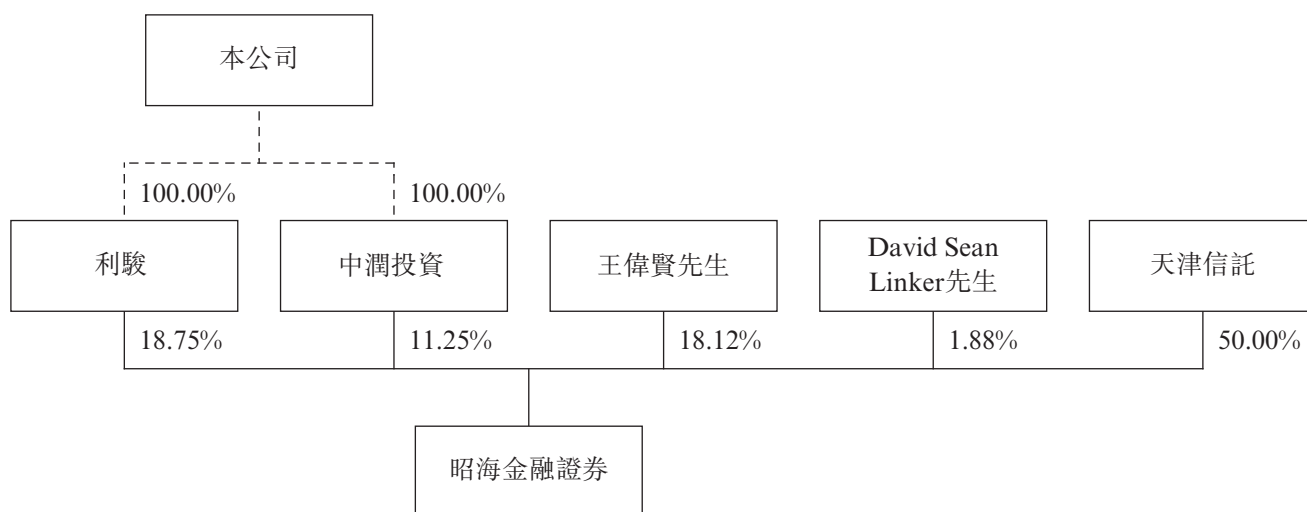 本公司
100.00%
100.00%
利駿
中潤投資
王偉賢先生
David Sean
Linker先生
天津信託
18.75%
11.25%
18.12%
1.88%
50.00%
昭海金融證券